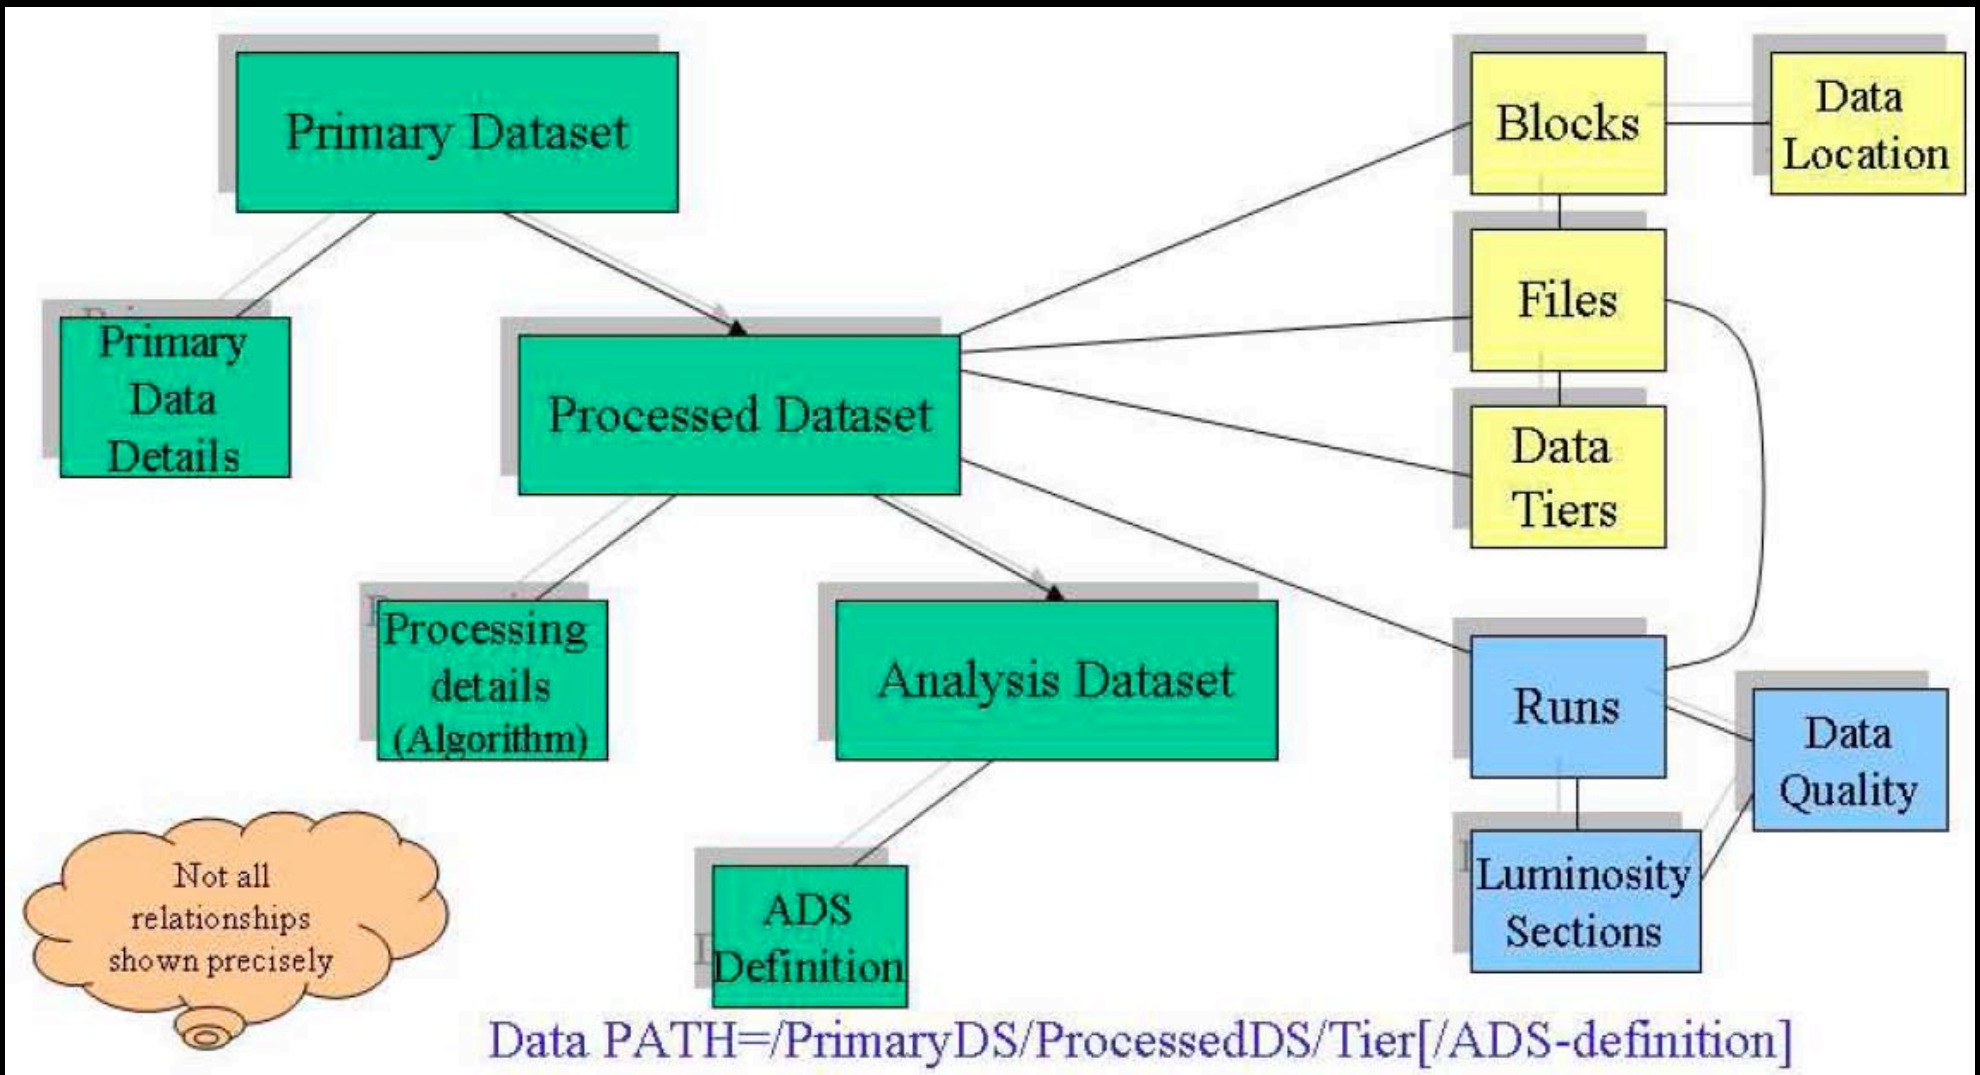 Primary Dataset
Primary
Data
Details
Processed Dataset
Processing
details
(Algorithm)
Analysis Dataset
ADS
Definition
Blocks
Data
Location
Files
Data
Tiers
Runs
Data
Quality
Luminosity
Sections
Not all
relationships
shown precisely
Data PATH=/PrimaryDS/ProcessedDS/Tier[/ADS-definition]